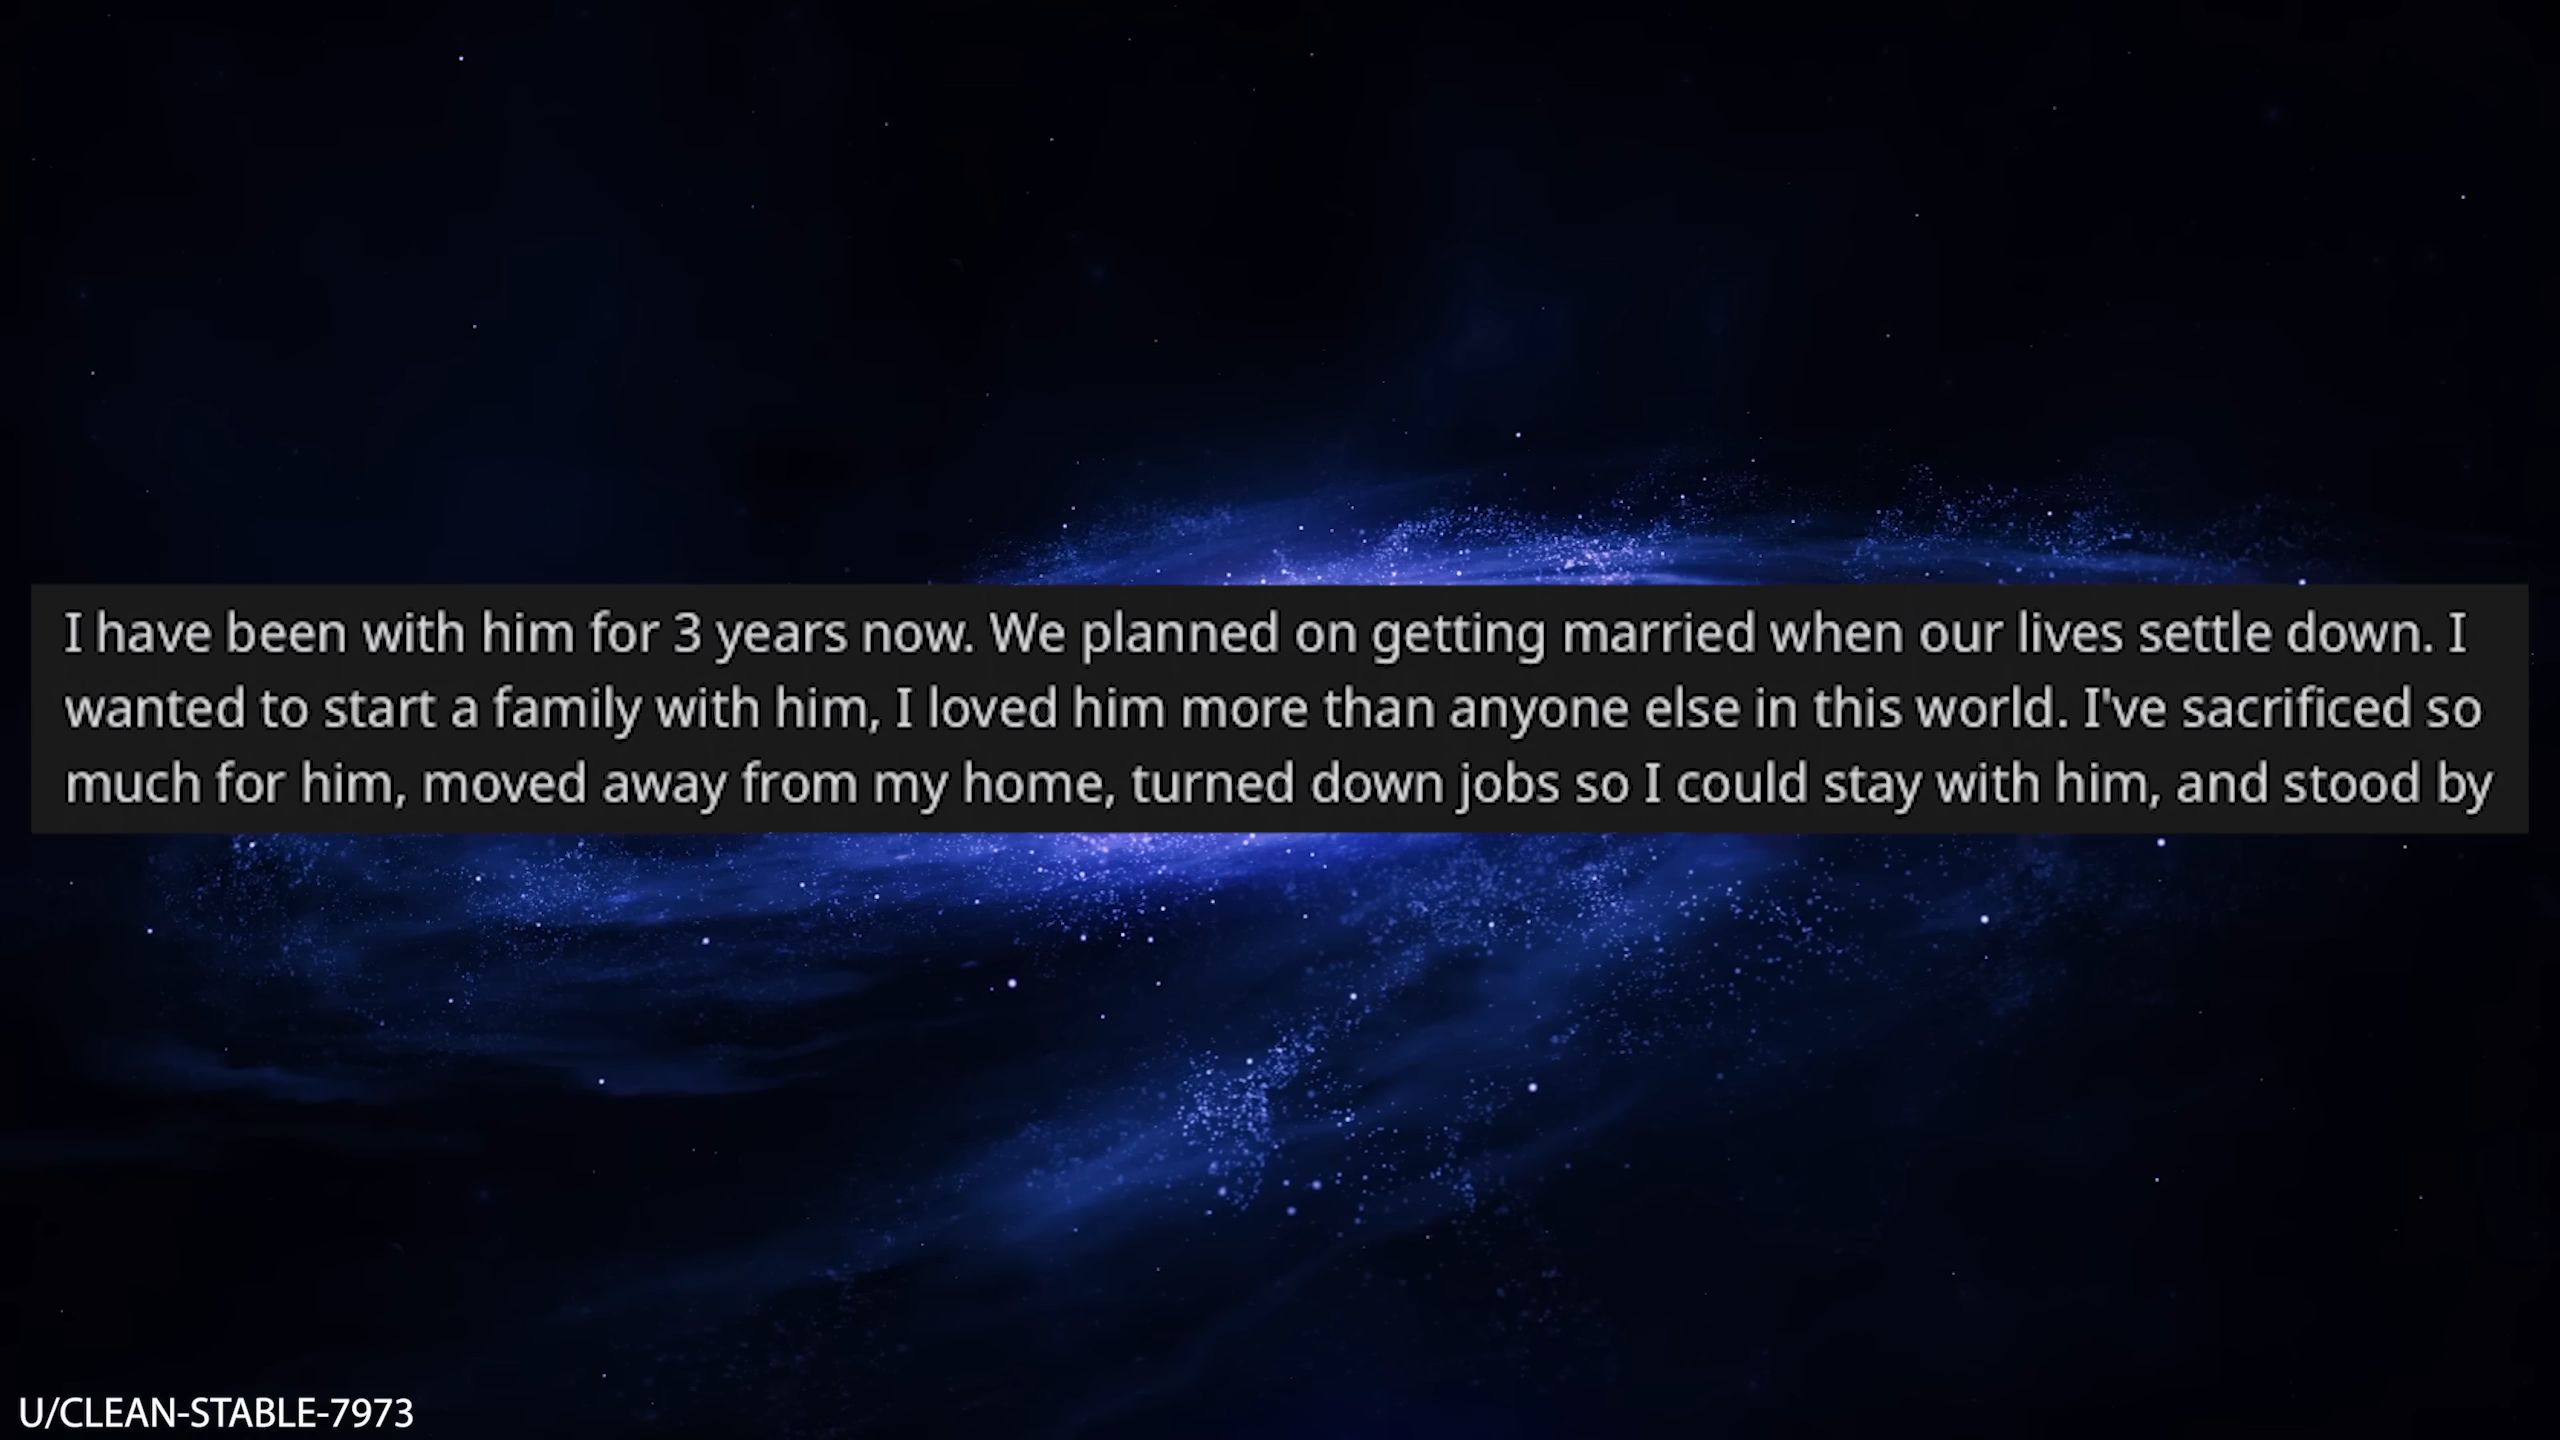 I have been with him for 3 years now. We planned on getting married when our lives settle down. I
wanted to start a family with him, I loved him more than anyone else in this world. I've sacrificed so
much for him, moved away from my home, turned down jobs so I could stay with him, and stood by
U/CLEAN-STABLE-7973